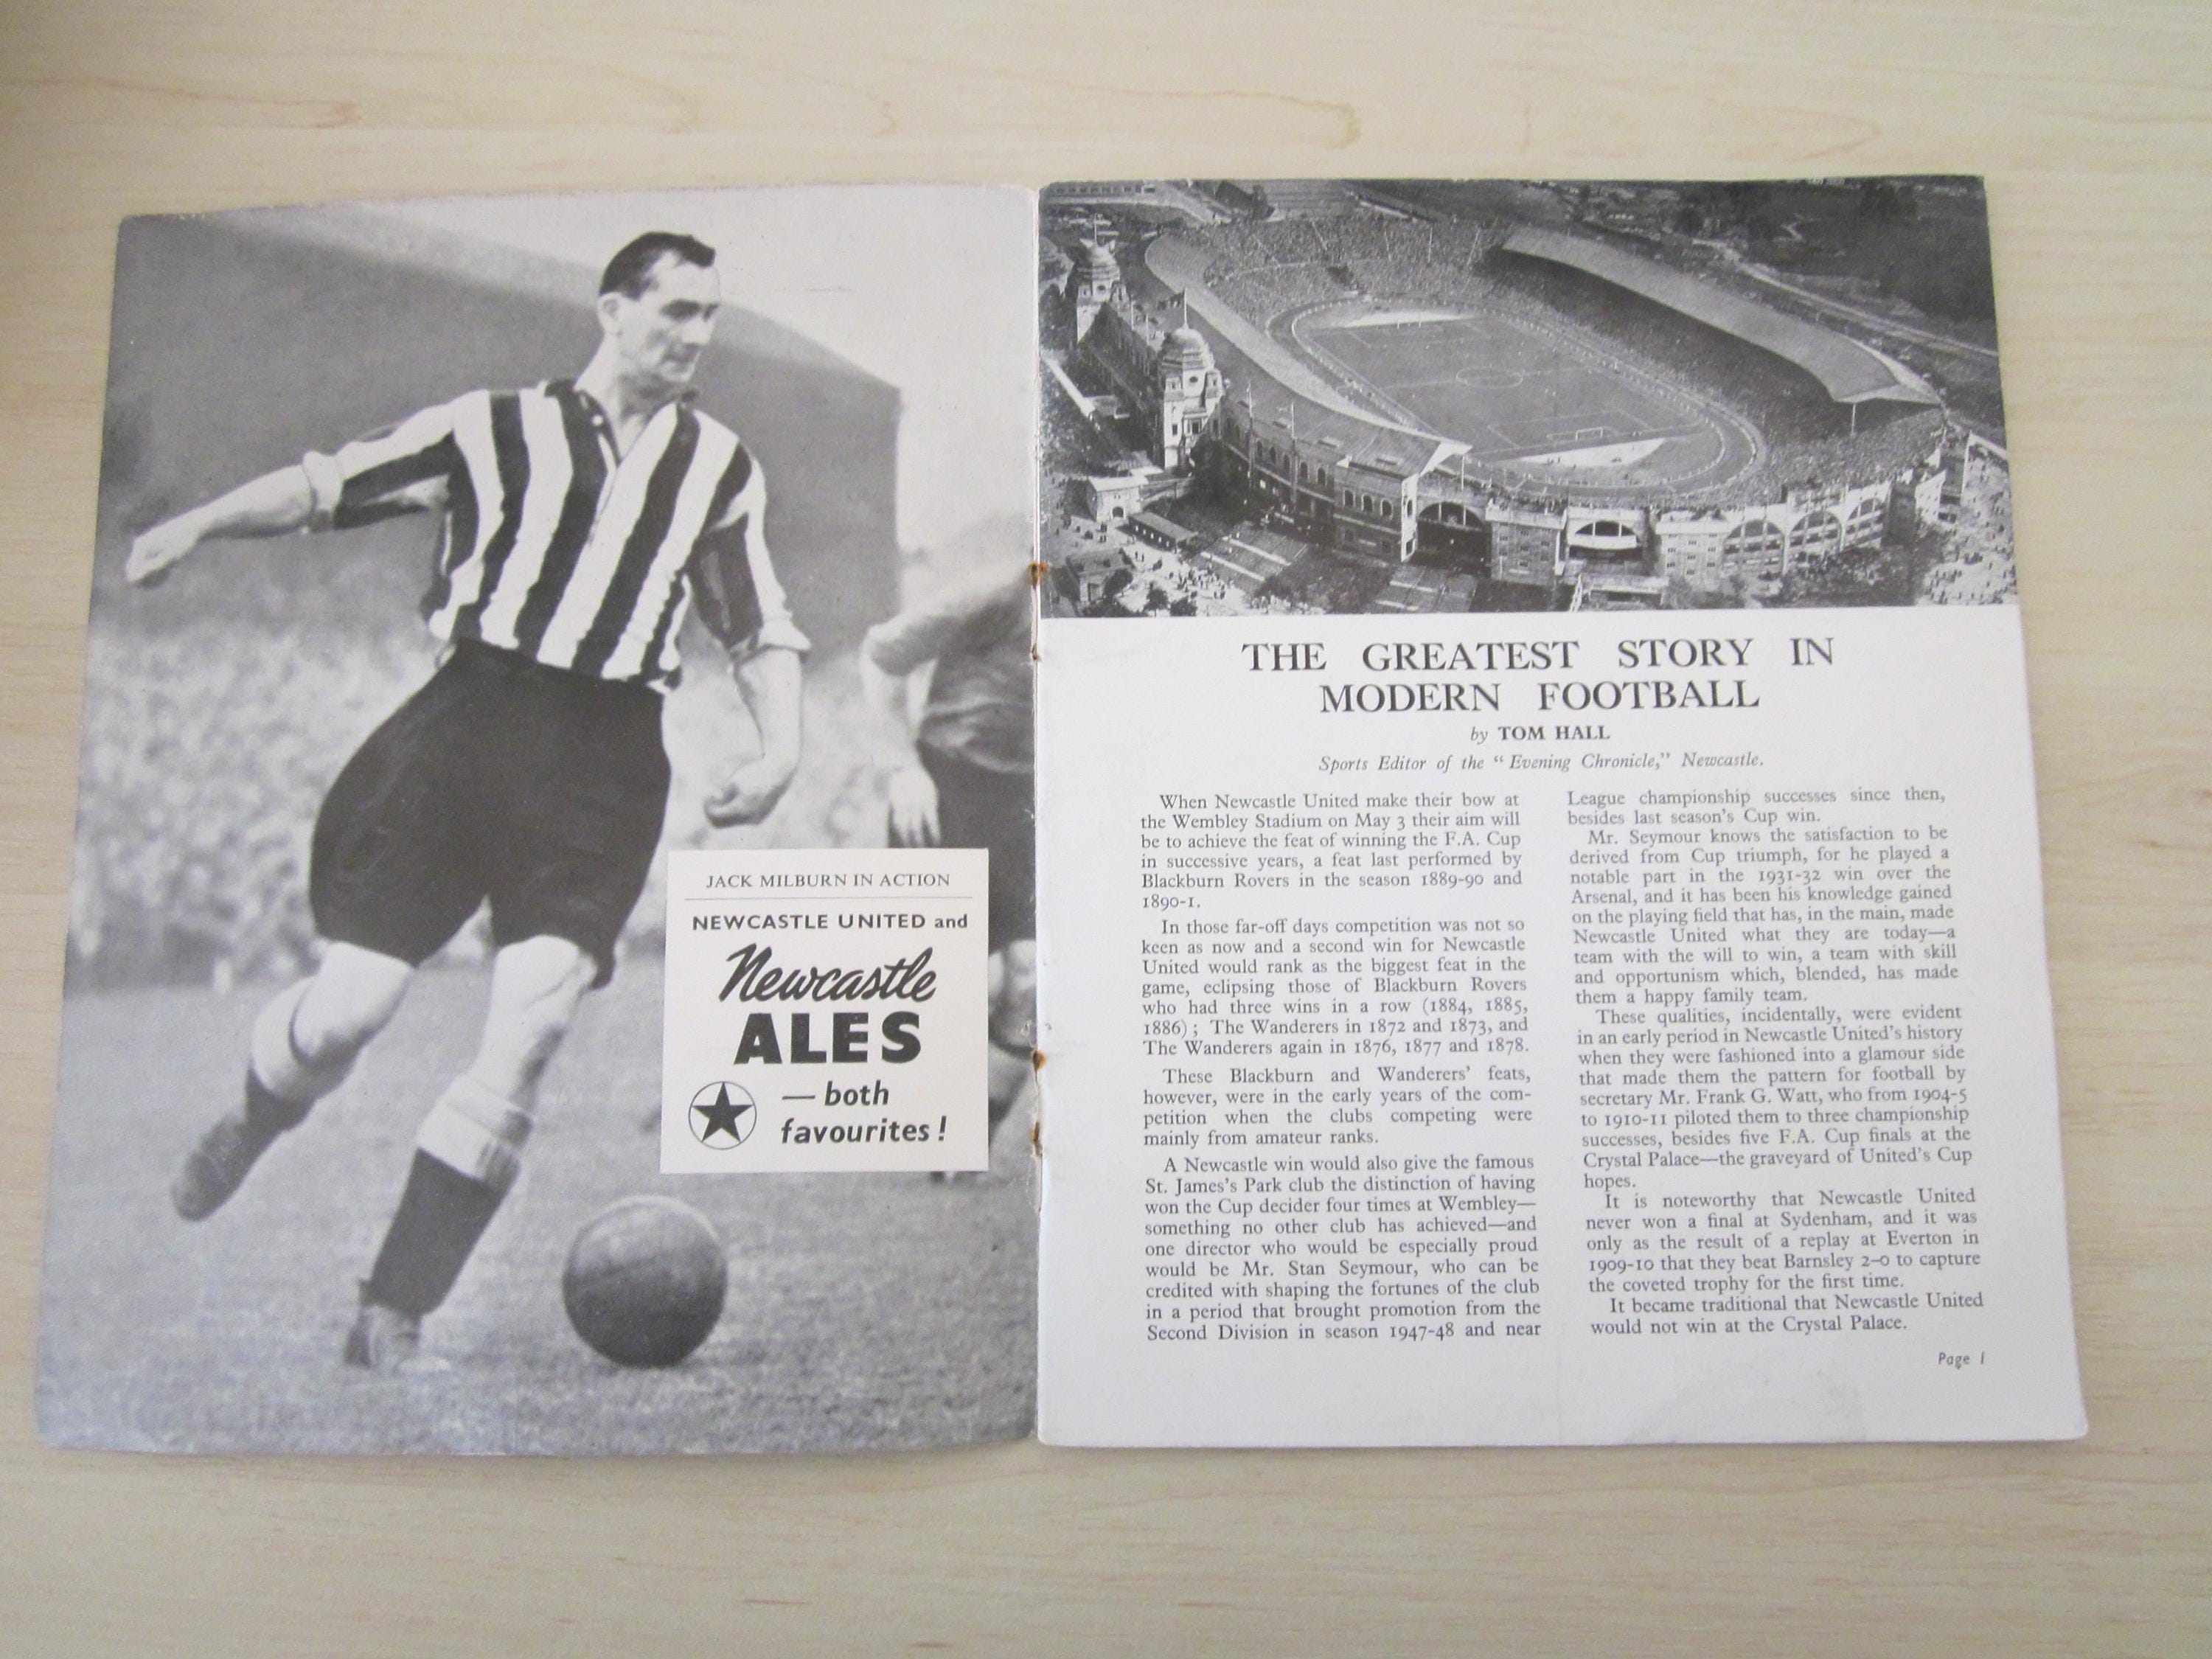 JACK MILBURN IN ACTION
NEWCASTLE UNITED and
Newcastle
ALES
— both
favourites!
THE GREATEST STORY IN
MODERN FOOTBALL
by TOM HALL
Sports Editor of the “Evening Chronicle,” Newcastle.
When Newcastle United make their bow at
the Wembley Stadium on May 3 their aim will
be to achieve the feat of winning the F.A. Cup
in successive years, a feat last performed by
Blackburn Rovers in the season 1889-90 and
1890-1.
In those far-off days competition was not so
keen as now and a second win for Newcastle
United would rank as the biggest feat in the
game, eclipsing those of Blackburn Rovers
who had three wins in a row (1884, 1885,
1886); The Wanderers in 1872 and 1873, and
The Wanderers again in 1876, 1877 and 1878.
These Blackburn and Wanderers’ feats,
however, were in the early years of the com-
petition when the clubs competing were
mainly from amateur ranks.
A Newcastle win would also give the famous
St. James’s Park club the distinction of having
won the Cup decider four times at Wembley—
something no other club has achieved—and
one director who would be especially proud
would be Mr. Stan Seymour, who can be
credited with shaping the fortunes of the club
in a period that brought promotion from the
Second Division in season 1947-48 and near
League championship successes since then,
besides last season’s Cup win.
Mr. Seymour knows the satisfaction to be
derived from Cup triumph, for he played a
notable part in the 1931-32 win over the
Arsenal, and it has been his knowledge gained
on the playing field that has, in the main, made
Newcastle United what they are today—a
team with the will to win, a team with skill
and opportunism which, blended, has made
them a happy family team.
These qualities, incidentally, were evident
in an early period in Newcastle United’s history
when they were fashioned into a glamour side
that made them the pattern for football by
secretary Mr. Frank G. Watt, who from 1904-5
to 1910-11 piloted them to three championship
successes, besides five F.A. Cup finals at the
Crystal Palace—the graveyard of United’s Cup
hopes.
It is noteworthy that Newcastle United
never won a final at Sydenham, and it was
only as the result of a replay at Everton in
1909-10 that they beat Barnsley 2–0 to capture
the coveted trophy for the first time.
It became traditional that Newcastle United
would not win at the Crystal Palace.
Page 1